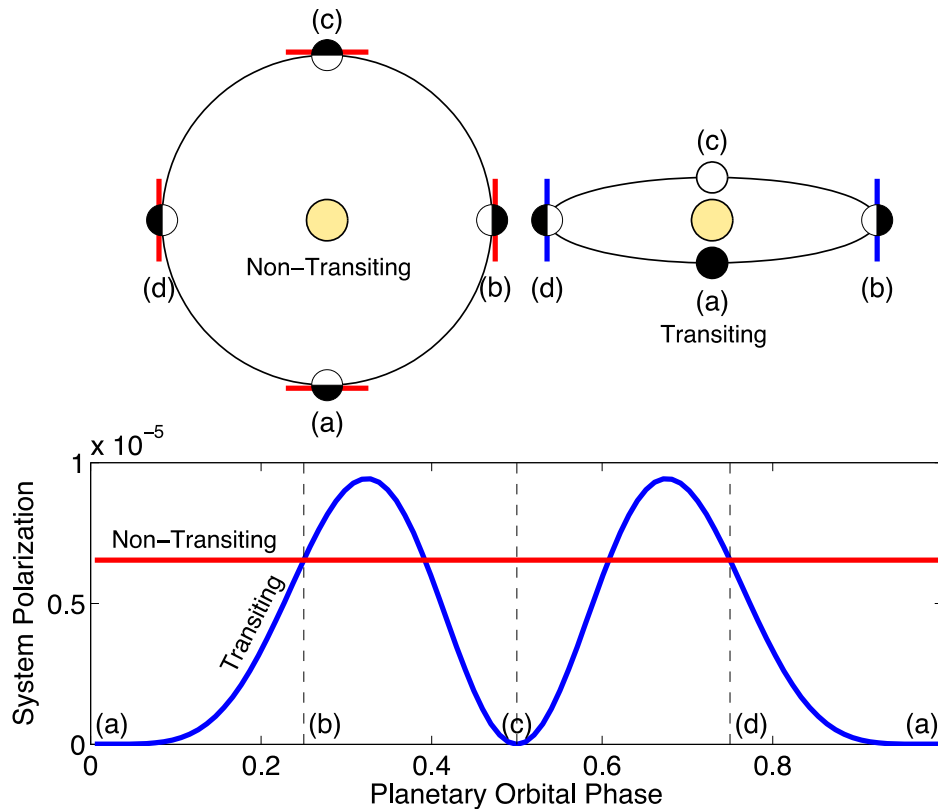 (c)
(c)
Non−Transiting
(d)
(b)
(d)
(a)
(b)
(a)
Transiting
1 x 10−5
Non−Transiting
Transiting
System Polarization
0.5
0
(a)
(b)
(c)
(d)
(a)
0
0.2
0.4
0.6
0.8
Planetary Orbital Phase